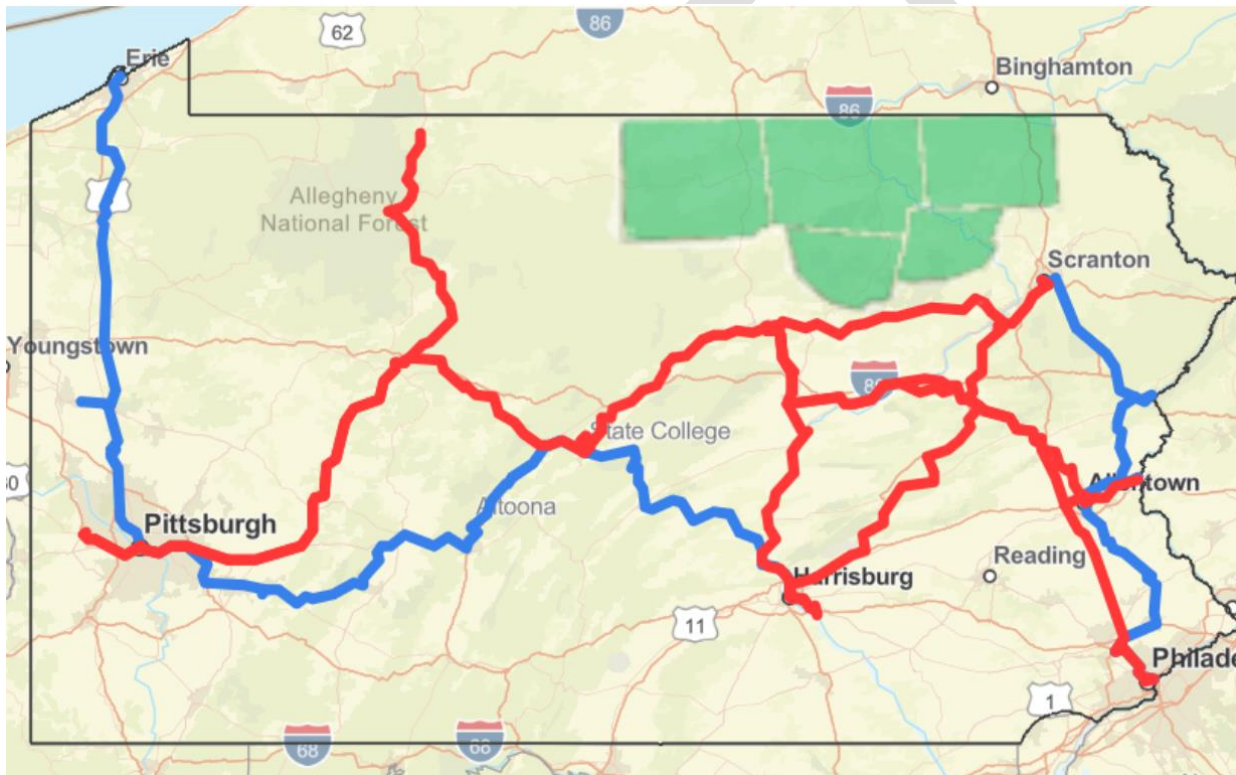 Erie
62
86
Binghamton
86
Allegheny
National Forest
Scranton
Youngstown
State College
Altoona
Allentown
Pittsburgh
Reading
Harrisburg
11
Philade
1
68
68